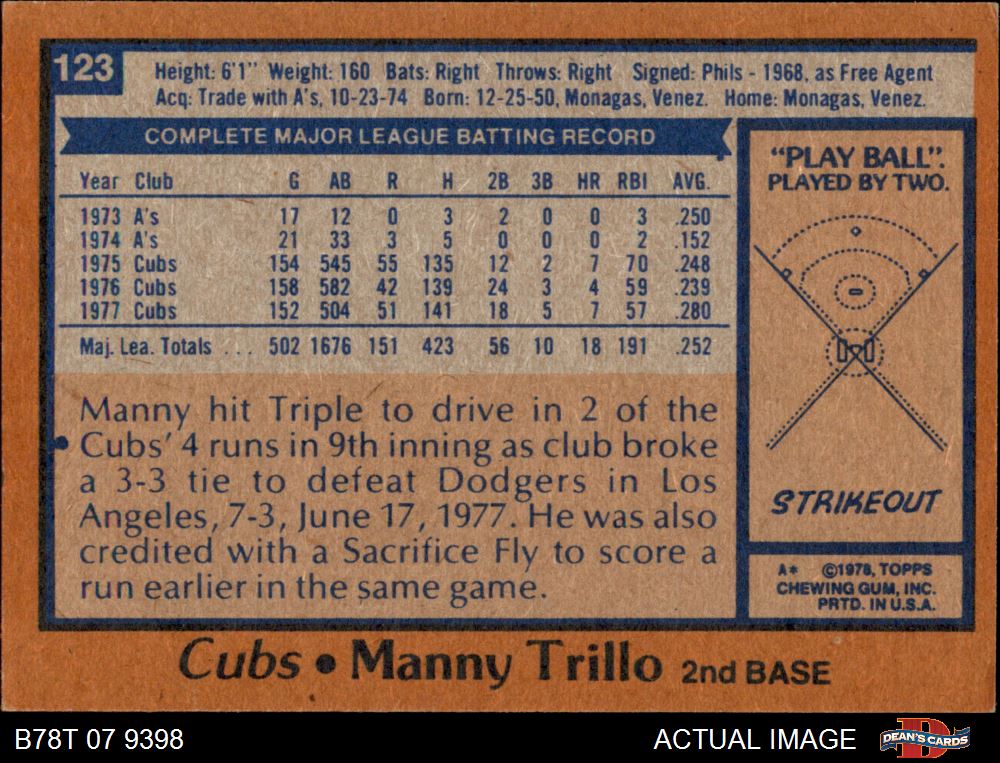 123
Height: 6'1" Weight: 160 Bats: Right Throws: Right Signed: Phils - 1968, as Free Agent
Acq: Trade with A's, 10-23-74 Born: 12-25-50, Monagas, Venez. Home: Monagas, Venez.
COMPLETE MAJOR LEAGUE BATTING RECORD
Year Club G AB R H 2B 3B HR RBI AVG.
1973 A's 17 12 0 3 2 0 0 3 .250
1974 A's 21 33 3 5 0 0 0 2 .152
1975 Cubs 154 545 55 135 12 2 7 70 .248
1976 Cubs 158 582 42 139 24 3 4 59 .239
1977 Cubs 152 504 51 141 18 5 7 57 .280
Maj. Lea. Totals ... 502 1676 151 423 56 10 18 191 .252
Manny hit Triple to drive in 2 of the
Cubs' 4 runs in 9th inning as club broke
a 3-3 tie to defeat Dodgers in Los
Angeles, 7-3, June 17, 1977. He was also
credited with a Sacrifice Fly to score a
run earlier in the same game.
"PLAY BALL".
PLAYED BY TWO.
STRIKEOUT
A* ©1978, TOPPS
CHEWING GUM, INC.
PRTD. IN U.S.A.
Cubs • Manny Trillo 2nd BASE
B78T 07 9398
ACTUAL IMAGE
DEAN'S CARDS